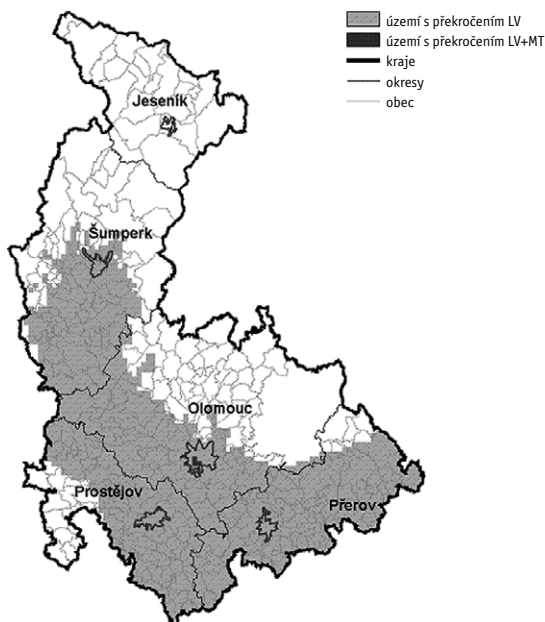 území s překročením LV
území s překročením LV+MT
kraje
okresy
obec
Jeseník
Šumperk
Olomouc
Prostějov
Přerov